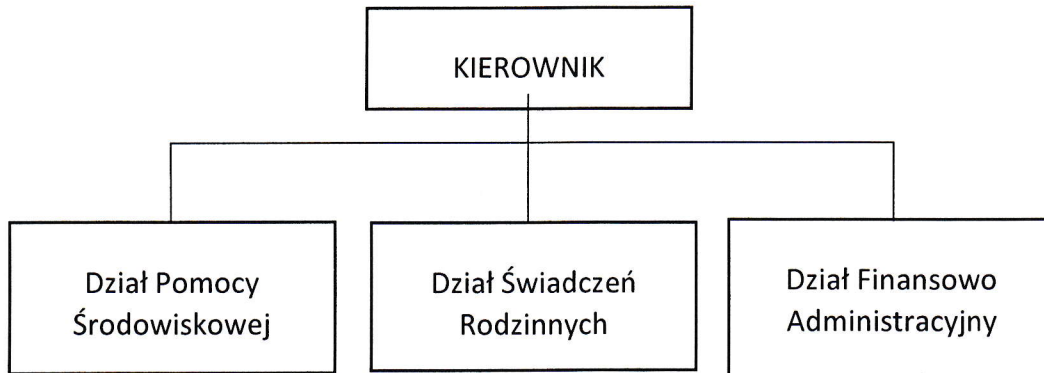 KIEROWNIK
Dział Pomocy
Środowiskowej
Dział Świadczeń
Rodzinnych
Dział Finansowo
Administracyjny